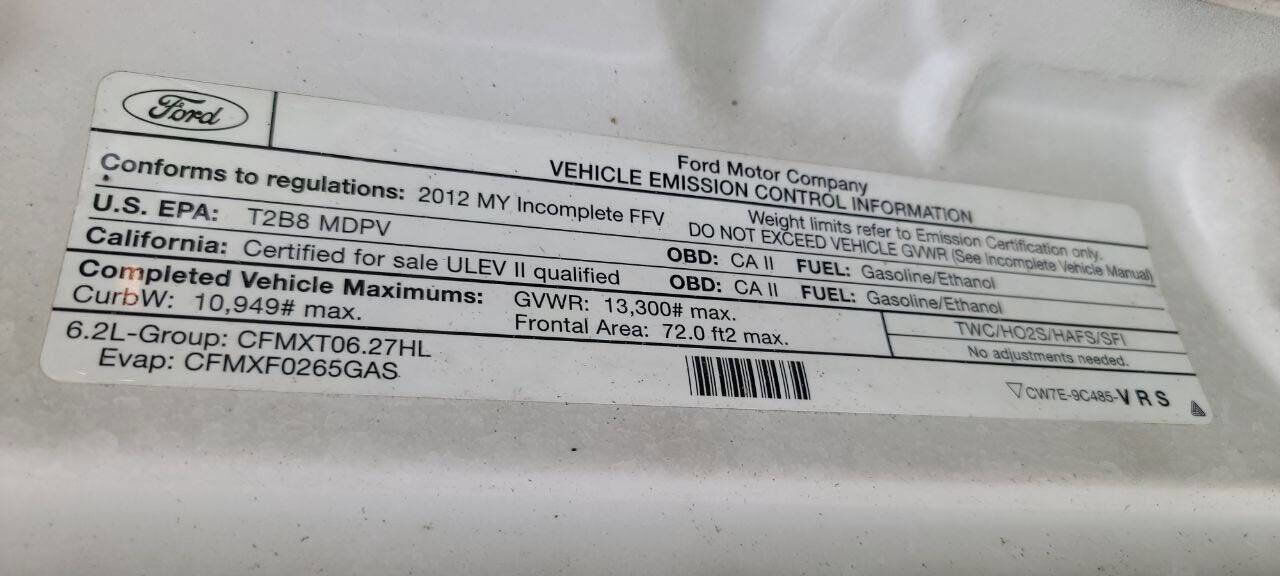 Ford
Ford Motor Company
VEHICLE EMISSION CONTROL INFORMATION
Conforms to regulations: 2012 MY Incomplete FFV
Weight limits refer to Emission Certification only.
DO NOT EXCEED VEHICLE GVWR (See Incomplete Vehicle Manual)
U.S. EPA: T2B8 MDPV OBD: CA II FUEL: Gasoline/Ethanol
California: Certified for sale ULEV II qualified OBD: CA II FUEL: Gasoline/Ethanol
Completed Vehicle Maximums: GVWR: 13,300# max.
CurbW: 10,949# max. Frontal Area: 72.0 ft2 max.
TWC/HO2S/HAFS/SFI
No adjustments needed.
6.2L-Group: CFMXT06.27HL
Evap: CFMXF0265GAS
CW7E-9C485-VRS